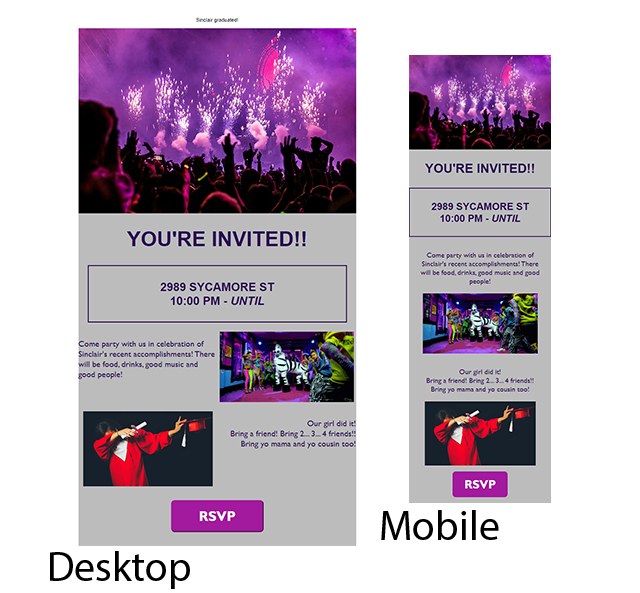 Sinclair graduated!
YOU'RE INVITED!!
2989 SYCAMORE ST
10:00 PM - UNTIL
Come party with us in celebration of
Sinclair's recent accomplishments! There
will be food, drinks, good music and
good people!
Our girl did it!
Bring a friend! Bring 2... 3... 4 friends!!
Bring yo mama and yo cousin too!
RSVP
Desktop
YOU'RE INVITED!!
2989 SYCAMORE ST
10:00 PM - UNTIL
Come party with us in celebration of
Sinclair's recent accomplishments! There
will be food, drinks, good music and good
people!
Our girl did it!
Bring a friend! Bring 2... 3... 4 friends!!
Bring yo mama and yo cousin too!
RSVP
Mobile